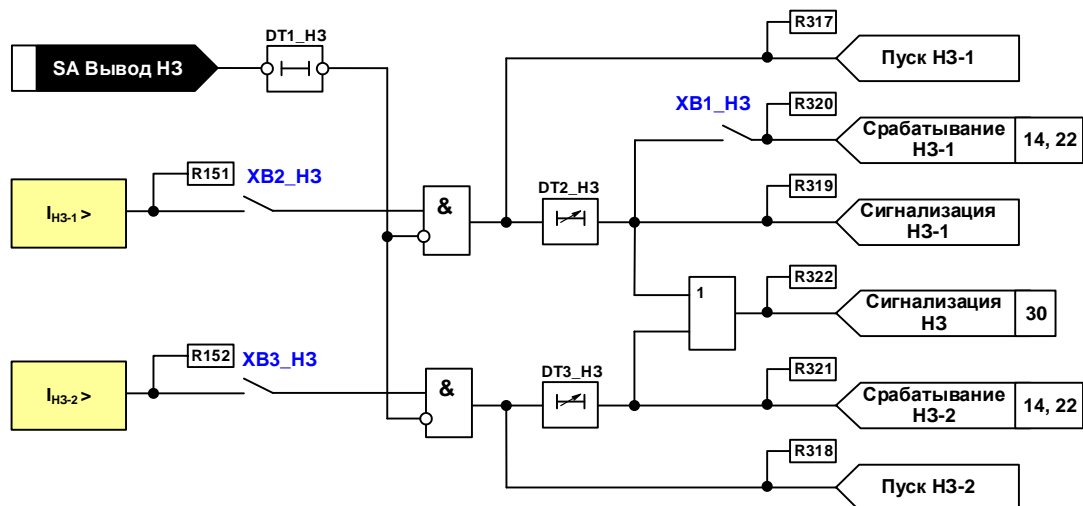 R317
DT1_НЗ
SA Вывод НЗ
Пуск НЗ-1
XB1_НЗ
R320
Срабатывание
НЗ-1
14, 22
R151
XB2_НЗ
DT2_НЗ
R319
IНЗ-1 >
&
Сигнализация
НЗ-1
R322
1
Сигнализация
НЗ
30
R152
XB3_НЗ
DT3_НЗ
R321
IНЗ-2 >
&
Срабатывание
НЗ-2
14, 22
R318
Пуск НЗ-2